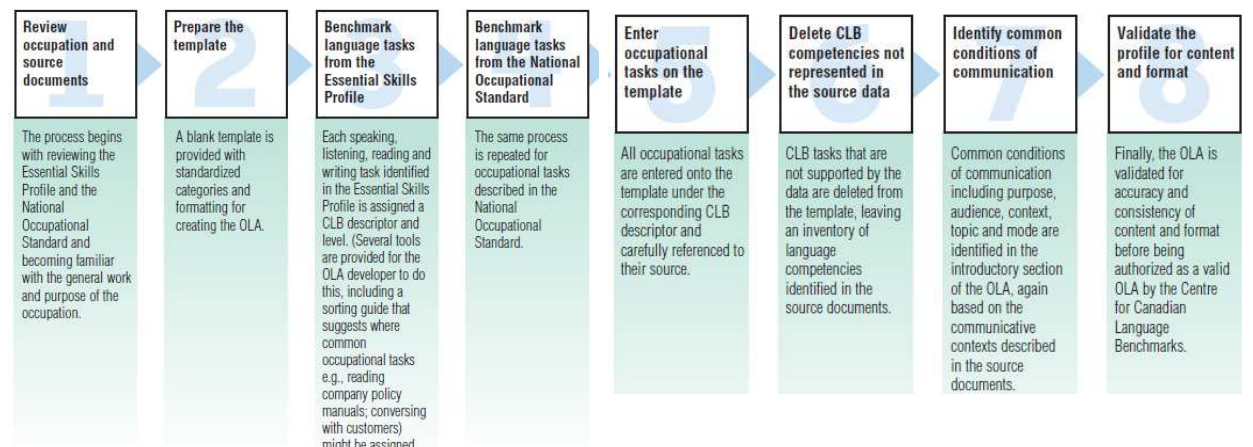 1
Review
occupation and
source
documents
The process begins
with reviewing the
Essential Skills
Profile and the
National
Occupational
Standard and
becoming familiar
with the general work
and purpose of the
occupation.
2
Prepare the
template
A blank template is
provided with
standardized
categories and
formatting for
creating the OLA.
3
Benchmark
language tasks
from the
Essential Skills
Profile
Each speaking,
listening, reading and
writing task identified
in the Essential Skills
Profile is assigned a
CLB descriptor and
level. (Several tools
are provided for the
OLA developer to do
this, including a
sorting guide that
suggests where
common
occupational tasks
e.g., reading
company policy
manuals; conversing
with customers)
might be assigned
4
Benchmark
language tasks
from the National
Occupational
Standard
The same process
is repeated for
occupational tasks
described in the
National
Occupational
Standard.
5
Enter
occupational
tasks on the
template
All occupational tasks
are entered onto the
template under the
corresponding CLB
descriptor and
carefully referenced to
their source.
6
Delete CLB
competencies not
represented in
the source data
CLB tasks that are
not supported by the
data are deleted from
the template, leaving
an inventory of
language
competencies
identified in the
source documents.
7
Identify common
conditions of
communication
Common conditions
of communication
including purpose,
audience, context,
topic and mode are
identified in the
introductory section
of the OLA, again
based on the
communicative
contexts described
in the source
documents.
8
Validate the
profile for content
and format
Finally, the OLA is
validated for
accuracy and
consistency of
content and format
before being
authorized as a valid
OLA by the Centre
for Canadian
Language
Benchmarks.